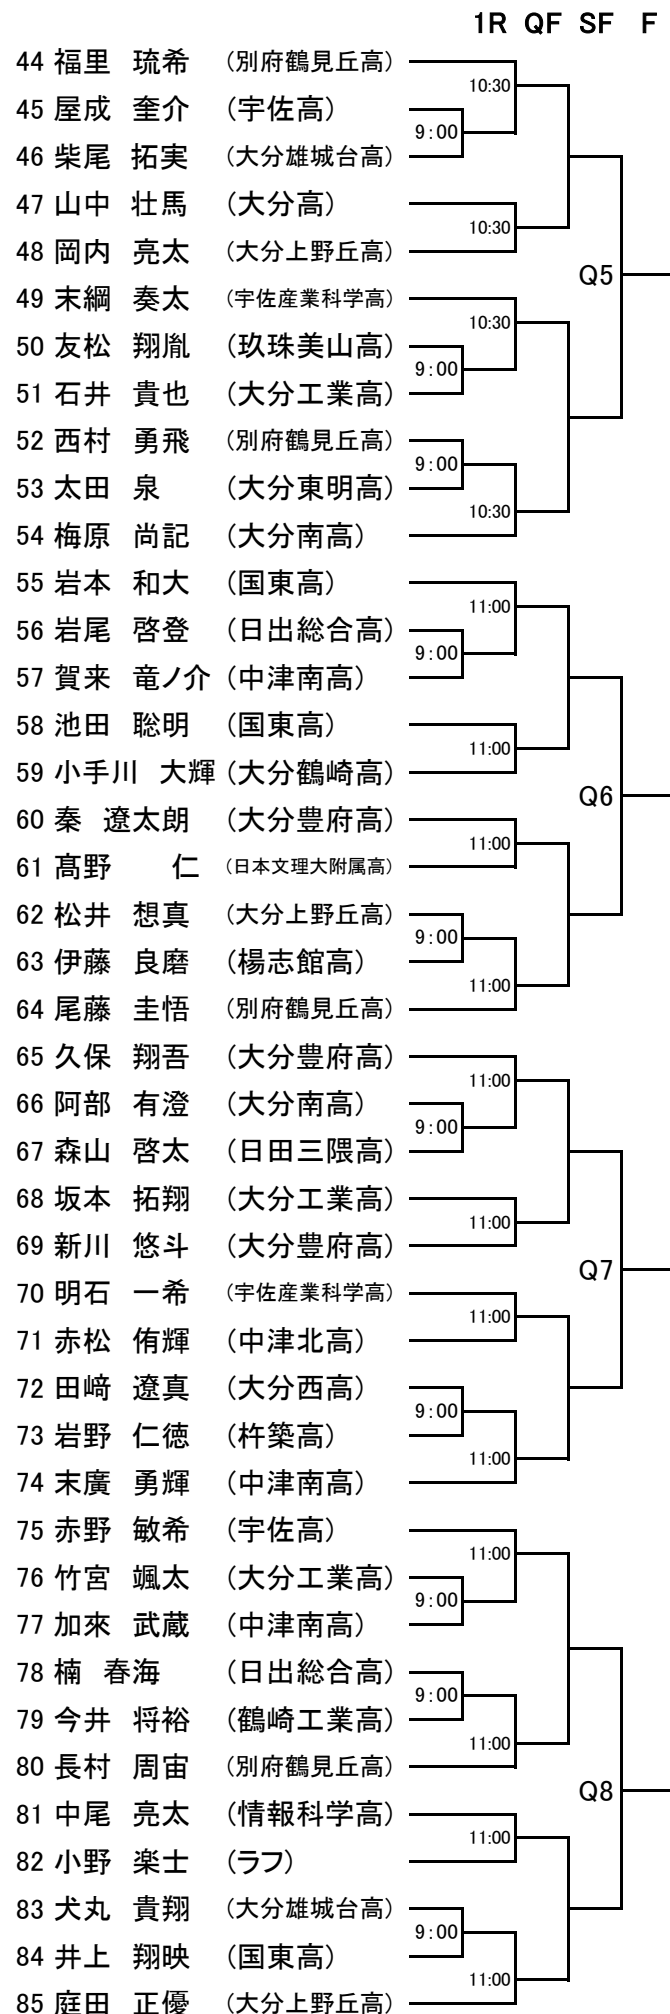 1R QF SF F
44 福里 琉希 (別府鶴見丘高)
10:30
45 屋成 奎介 (宇佐高)
9:00
46 柴尾 拓実 (大分雄城台高)
47 山中 壮馬 (大分高)
10:30
48 岡内 亮太 (大分上野丘高)
Q5
49 末綱 奏太 (宇佐産業科学高)
10:30
50 友松 翔胤 (玖珠美山高)
9:00
51 石井 貴也 (大分工業高)
52 西村 勇飛 (別府鶴見丘高)
9:00
53 太田 泉 (大分東明高)
10:30
54 梅原 尚記 (大分南高)
55 岩本 和大 (国東高)
11:00
56 岩尾 啓登 (日出総合高)
9:00
57 賀来 竜ノ介 (中津南高)
58 池田 聡明 (国東高)
11:00
59 小手川 大輝 (大分鶴崎高)
Q6
60 秦 遼太朗 (大分豊府高)
11:00
61 髙野 仁 (日本文理大附属高)
62 松井 想真 (大分上野丘高)
9:00
63 伊藤 良磨 (楊志館高)
11:00
64 尾藤 圭悟 (別府鶴見丘高)
65 久保 翔吾 (大分豊府高)
11:00
66 阿部 有澄 (大分南高)
9:00
67 森山 啓太 (日田三隈高)
68 坂本 拓翔 (大分工業高)
11:00
69 新川 悠斗 (大分豊府高)
Q7
70 明石 一希 (宇佐産業科学高)
11:00
71 赤松 侑輝 (中津北高)
72 田﨑 遼真 (大分西高)
9:00
73 岩野 仁徳 (杵築高)
11:00
74 末廣 勇輝 (中津南高)
75 赤野 敏希 (宇佐高)
11:00
76 竹宮 颯太 (大分工業高)
9:00
77 加來 武蔵 (中津南高)
78 楠 春海 (日出総合高)
9:00
79 今井 将裕 (鶴崎工業高)
11:00
80 長村 周宙 (別府鶴見丘高)
Q8
81 中尾 亮太 (情報科学高)
11:00
82 小野 楽士 (ラフ)
83 犬丸 貴翔 (大分雄城台高)
9:00
84 井上 翔映 (国東高)
11:00
85 庭田 正優 (大分上野丘高)